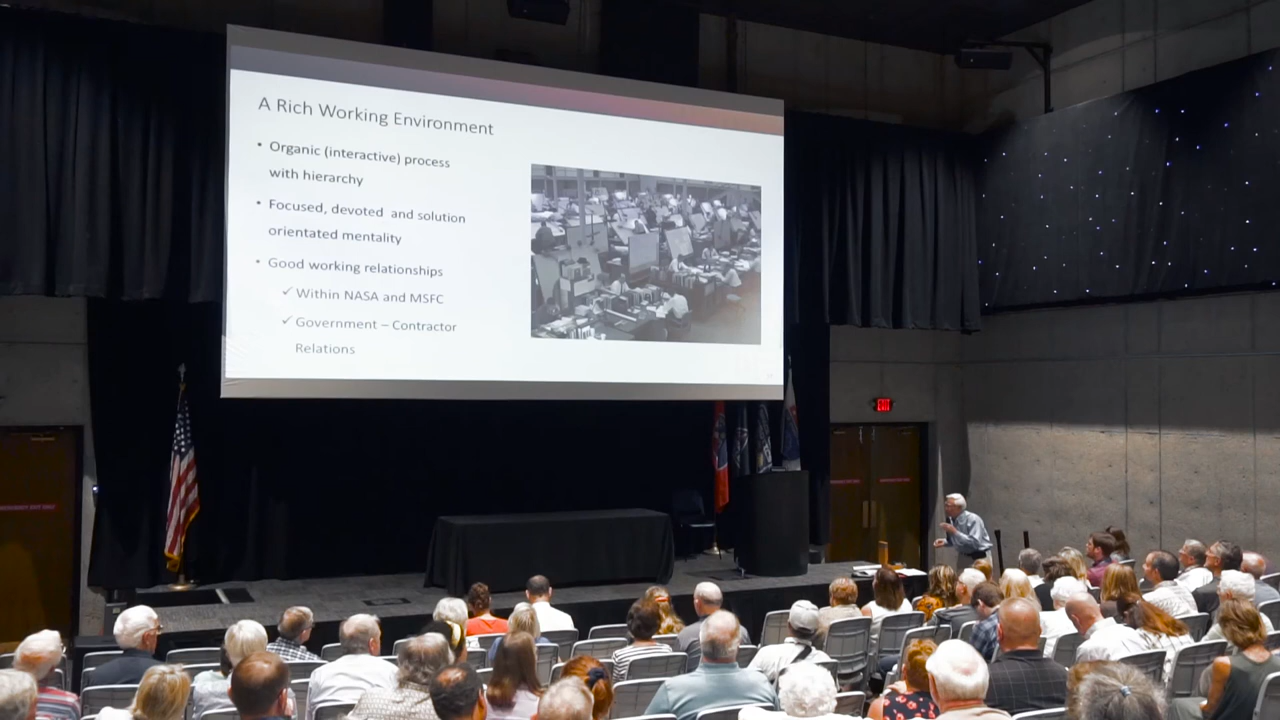 A Rich Working Environment
• Organic (interactive) process
with hierarchy
• Focused, devoted and solution
orientated mentality
• Good working relationships
✓ Within NASA and MSFC
✓ Government – Contractor
Relations
EXIT